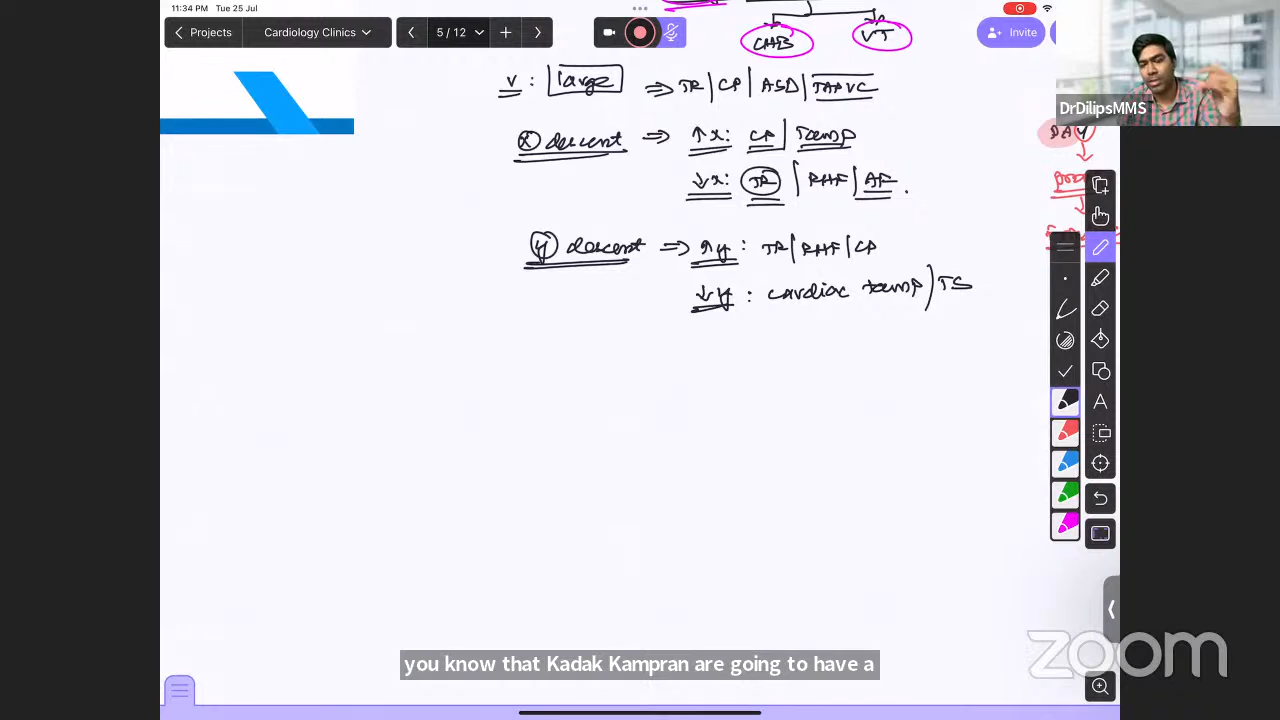 11:34 PM Tue 25 Jul
Projects
Cardiology Clinics
5 / 12
Invite
CHB
VT
DrDilipsMMS
v : large ⇒ TR | CP | ASD | TAPVC
x descent ⇒ ↑x: CP | Tamp
↓x: TR | RHF | AF.
y descent ⇒ ↑y : TR | RHF | CP
↓y : cardiac tamp | TS
A
zoom
you know that Kadak Kampran are going to have a